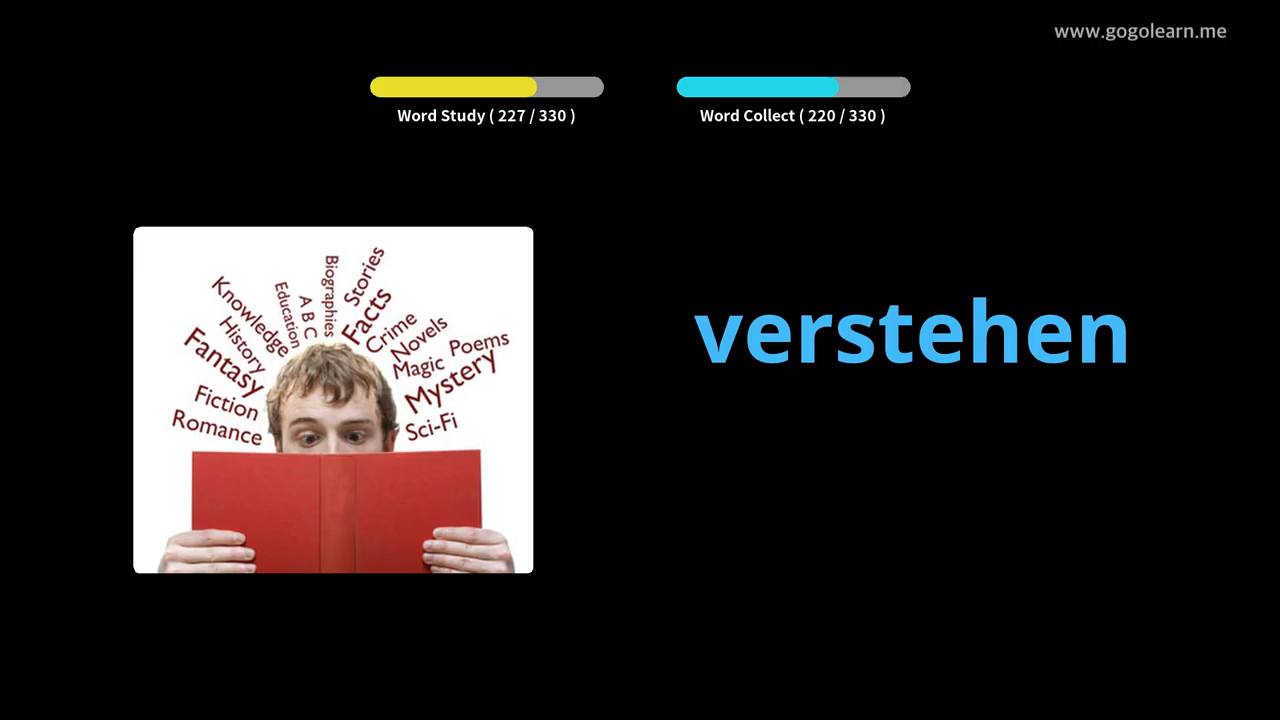 www.gogolearn.me
Word Study ( 227 / 330 )
Word Collect ( 220 / 330 )
verstehen
Biographies
Stories
Education
A B C
Facts
Knowledge
Crime
History
Novels
Poems
Fantasy
Magic
Mystery
Fiction
Romance
Sci-Fi